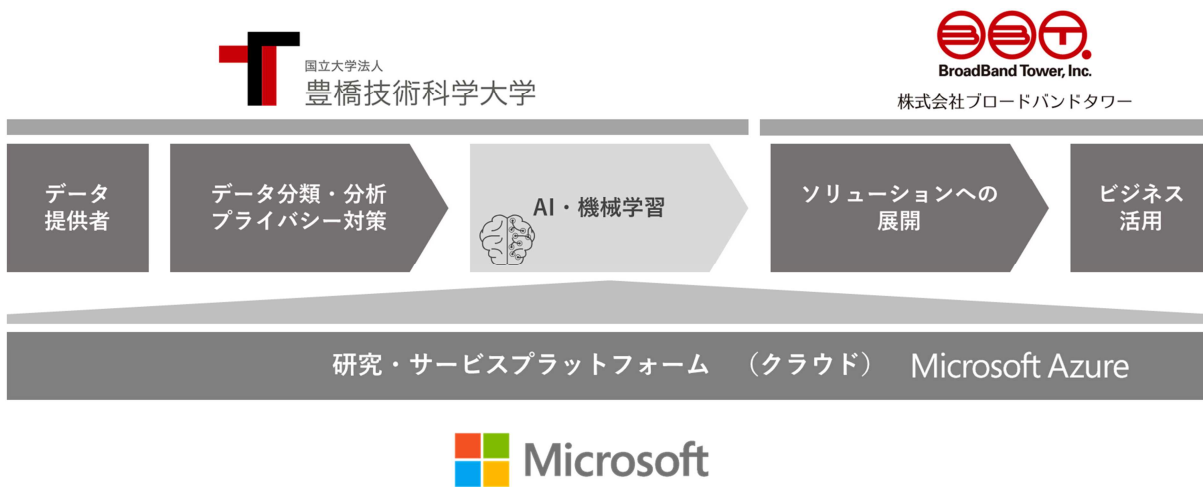 国立大学法人
豊橋技術科学大学
BBT.
BroadBand Tower, Inc.
株式会社ブロードバンドタワー
データ
提供者
データ分類・分析
プライバシー対策
AI・機械学習
ソリューションへの
展開
ビジネス
活用
研究・サービスプラットフォーム （クラウド） Microsoft Azure
Microsoft